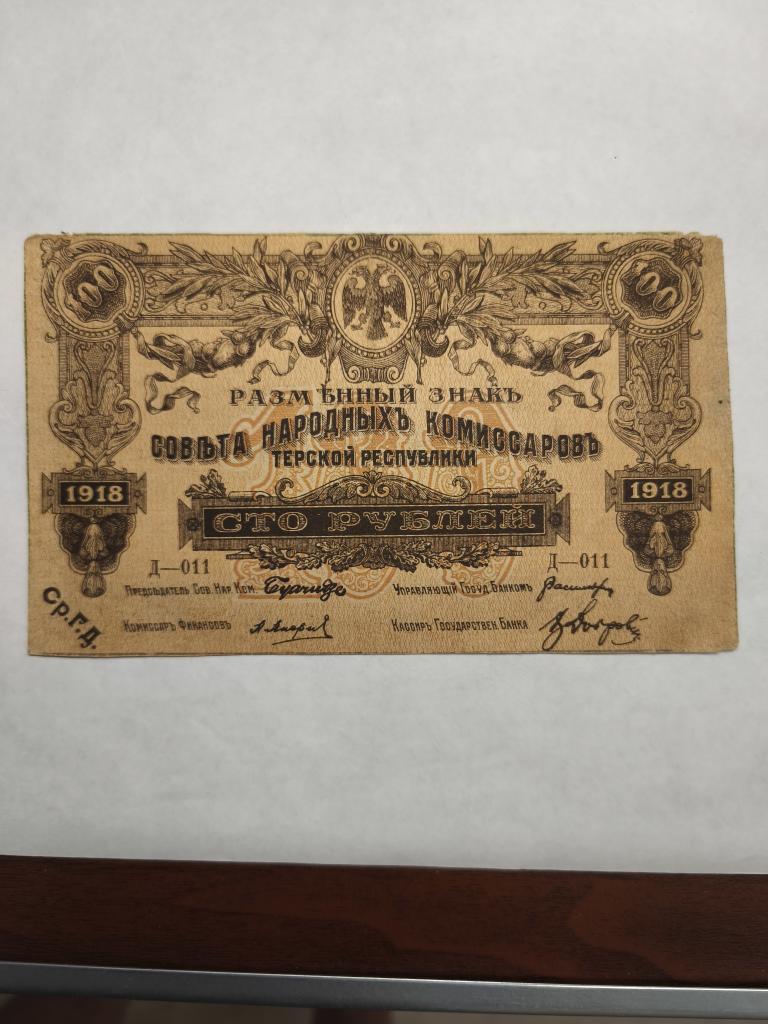 100 100
РАЗМѢННЫЙ ЗНАКЪ
СОВѢТА НАРОДНЫХЪ КОМИССАРОВЪ
ТЕРСКОЙ РЕСПУБЛИКИ
1918 1918
СТО РУБЛЕЙ
Д—011 Д—011
ПРЕДСѢДАТЕЛЬ СОВ. НАР. КОМ. УПРАВЛЯЮЩІЙ ГОСУД. БАНКОМЪ
КОМИССАР ФИНАНСОВЪ КАССИРЪ ГОСУДАРСТВЕН. БАНКА
Ср.Г.Д.